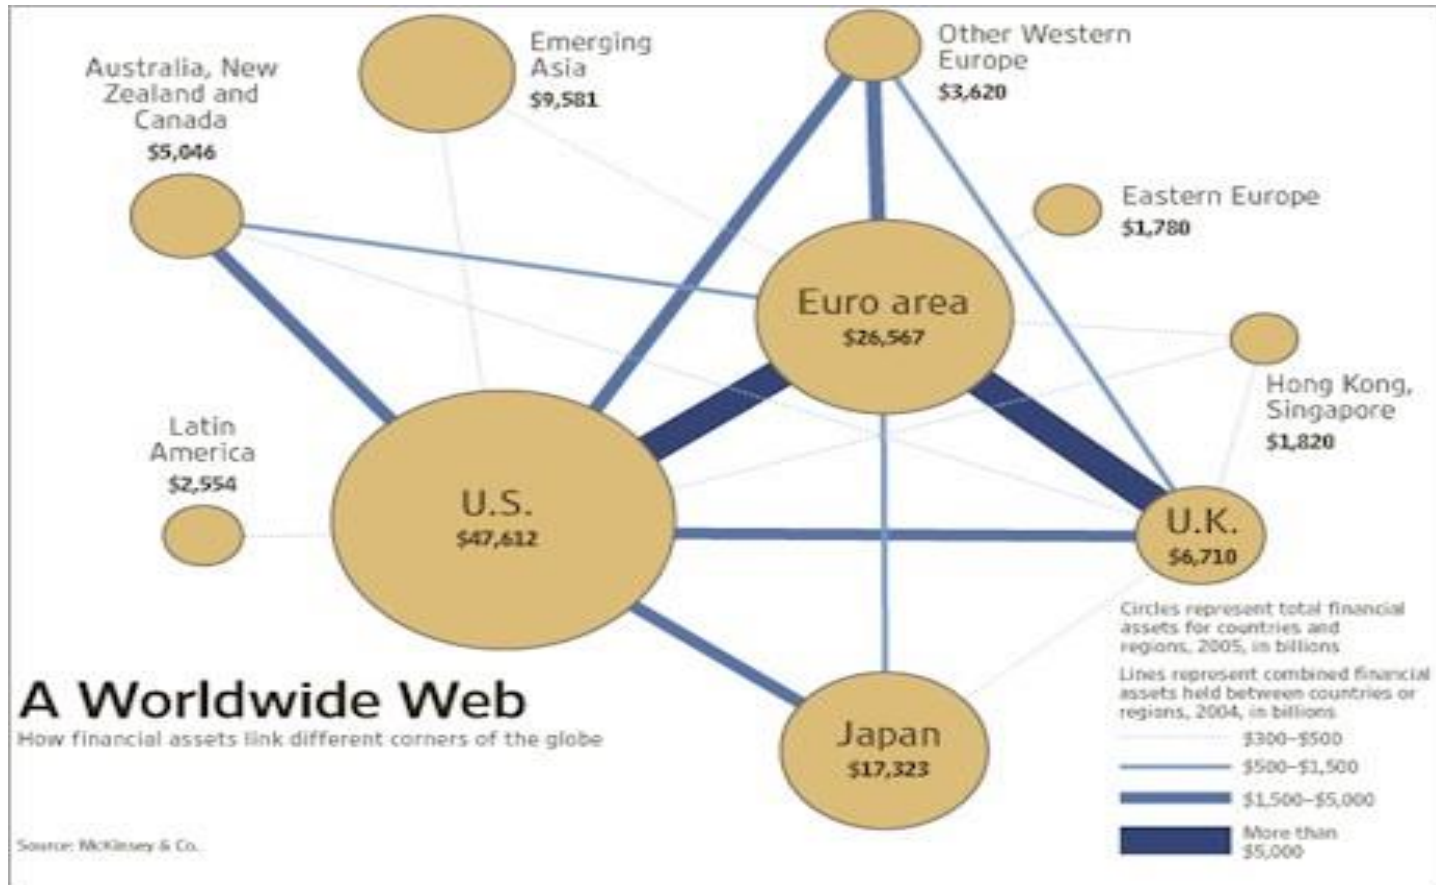 Australia, New
Zealand and
Canada
$5,046
Emerging
Asia
$9,581
Other Western
Europe
$3,620
Eastern Europe
$1,780
Euro area
$26,567
Hong Kong,
Singapore
$1,820
Latin
America
$2,554
U.S.
$47,612
U.K.
$6,710
Japan
$17,323
A Worldwide Web
How financial assets link different corners of the globe
Source: McKinsey & Co.
Circles represent total financial
assets for countries and
regions, 2005, in billions
Lines represent combined financial
assets held between countries or
regions, 2004, in billions
$300–$500
$500–$1,500
$1,500–$5,000
More than
$5,000